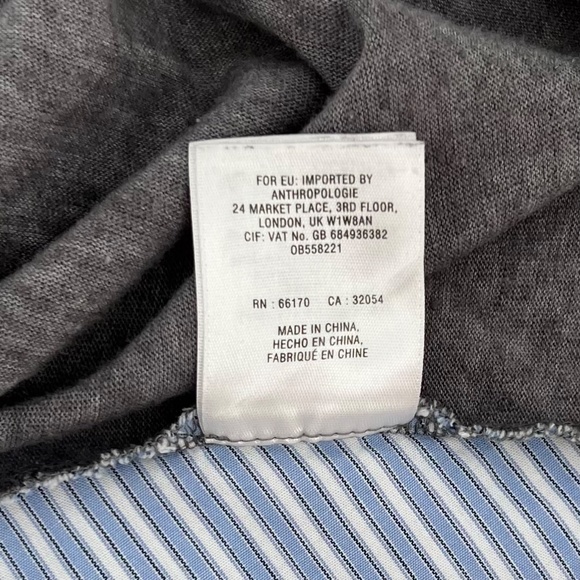 FOR EU: IMPORTED BY
ANTHROPOLOGIE
24 MARKET PLACE, 3RD FLOOR,
LONDON, UK W1W8AN
CIF: VAT No. GB 684936382
OB558221
RN : 66170 CA : 32054
MADE IN CHINA,
HECHO EN CHINA,
FABRIQUÉ EN CHINE